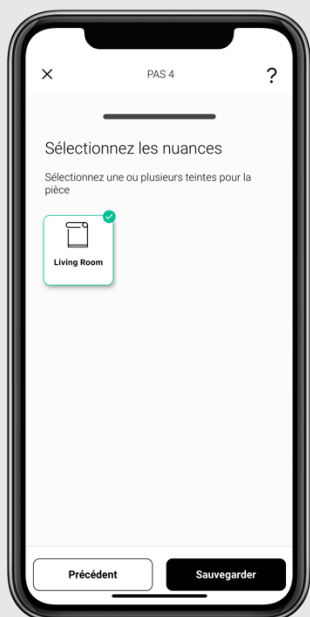 PAS 4
?
Sélectionnez les nuances
Sélectionnez une ou plusieurs teintes pour la
pièce
Living Room
Précédent
Sauvegarder